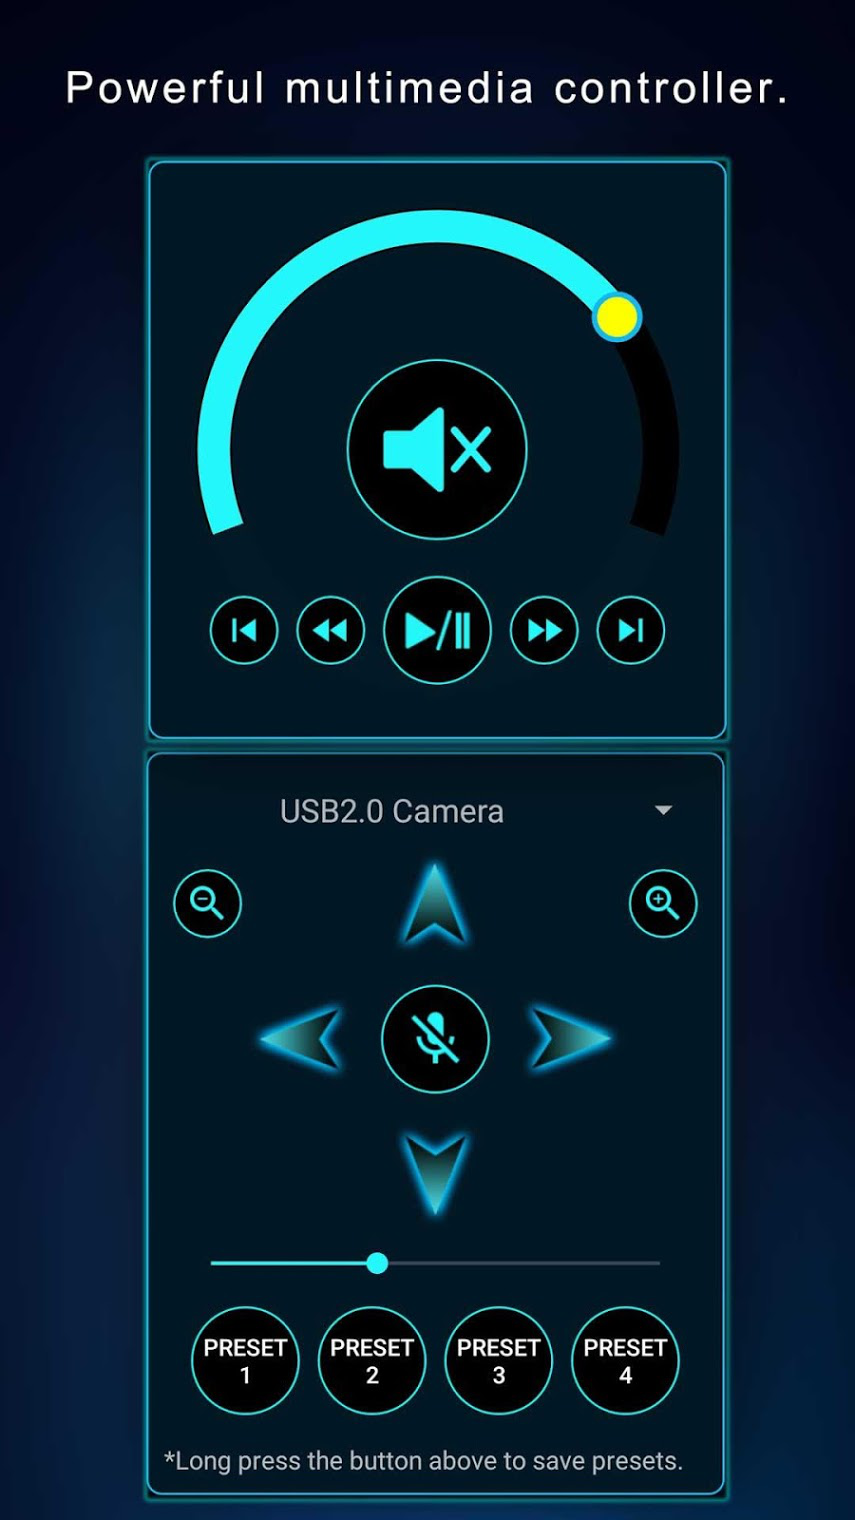 Powerful multimedia controller.
USB2.0 Camera
PRESET
1
PRESET
2
PRESET
3
PRESET
4
*Long press the button above to save presets.